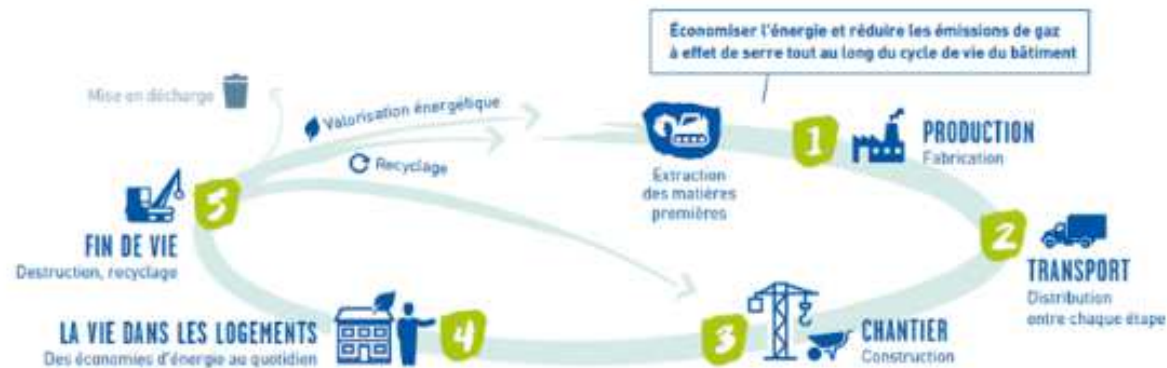 Économiser l'énergie et réduire les émissions de gaz
à effet de serre tout au long du cycle de vie du bâtiment
Mise en décharge
Valorisation énergétique
Recyclage
Extraction
des matières
premières
1
PRODUCTION
Fabrication
2
TRANSPORT
Distribution
entre chaque étape
3
CHANTIER
Construction
4
LA VIE DANS LES LOGEMENTS
Des économies d'énergie au quotidien
5
FIN DE VIE
Destruction, recyclage